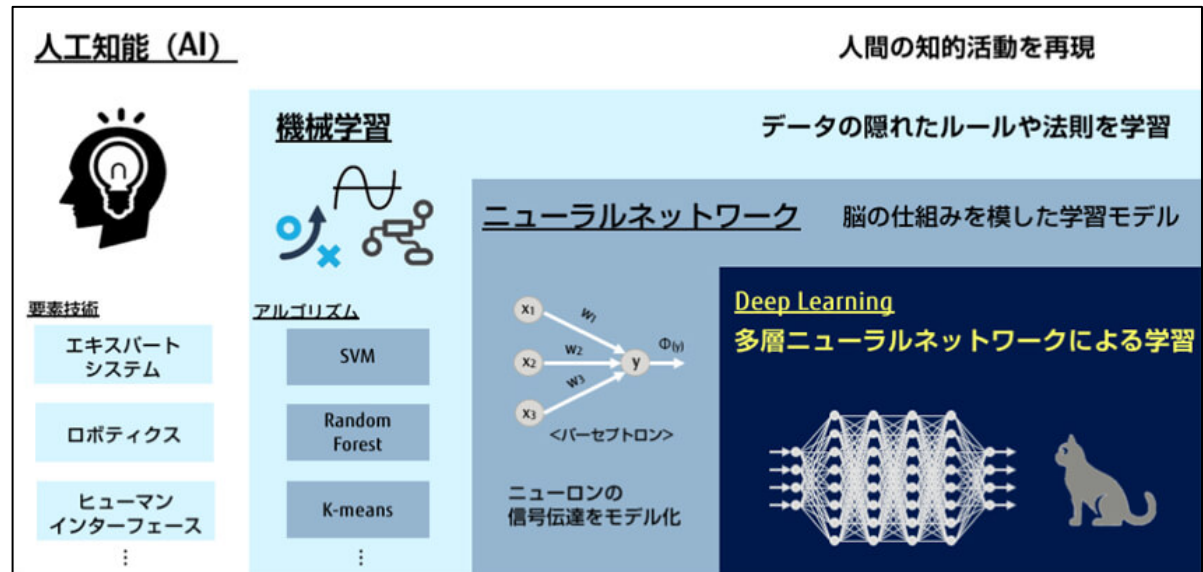 人工知能（AI）
人間の知的活動を再現
要素技術
エキスパート
システム
ロボティクス
ヒューマン
インターフェース
⋮
機械学習
データの隠れたルールや法則を学習
アルゴリズム
SVM
Random
Forest
K-means
⋮
ニューラルネットワーク
脳の仕組みを模した学習モデル
x1
x2
x3
w1
w2
w3
y
Φ(y)
<パーセプトロン>
ニューロンの
信号伝達をモデル化
Deep Learning
多層ニューラルネットワークによる学習